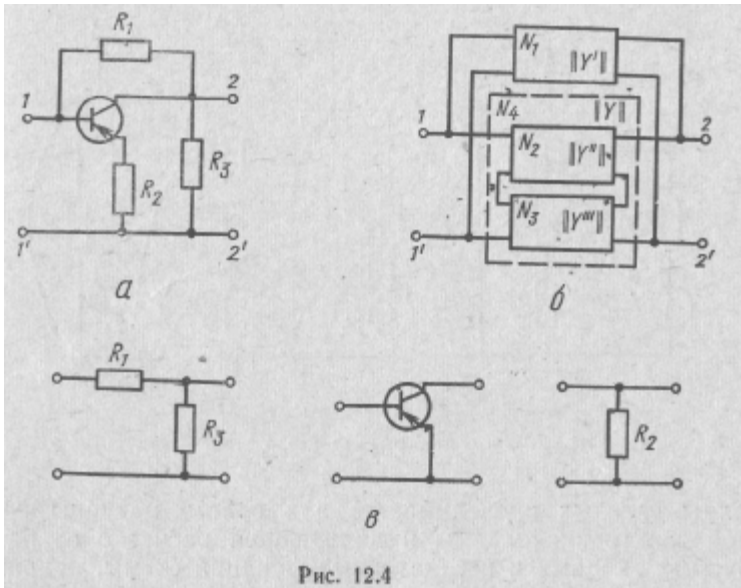 R₁
1
2
R₂
R₃
1'
2'
а
N₁
||Y'||
N₄
||Y||
1
N₂
||Y"||
2
N₃
||Y'"||
1'
2'
б
R₁
R₃
R₂
в
Рис. 12.4